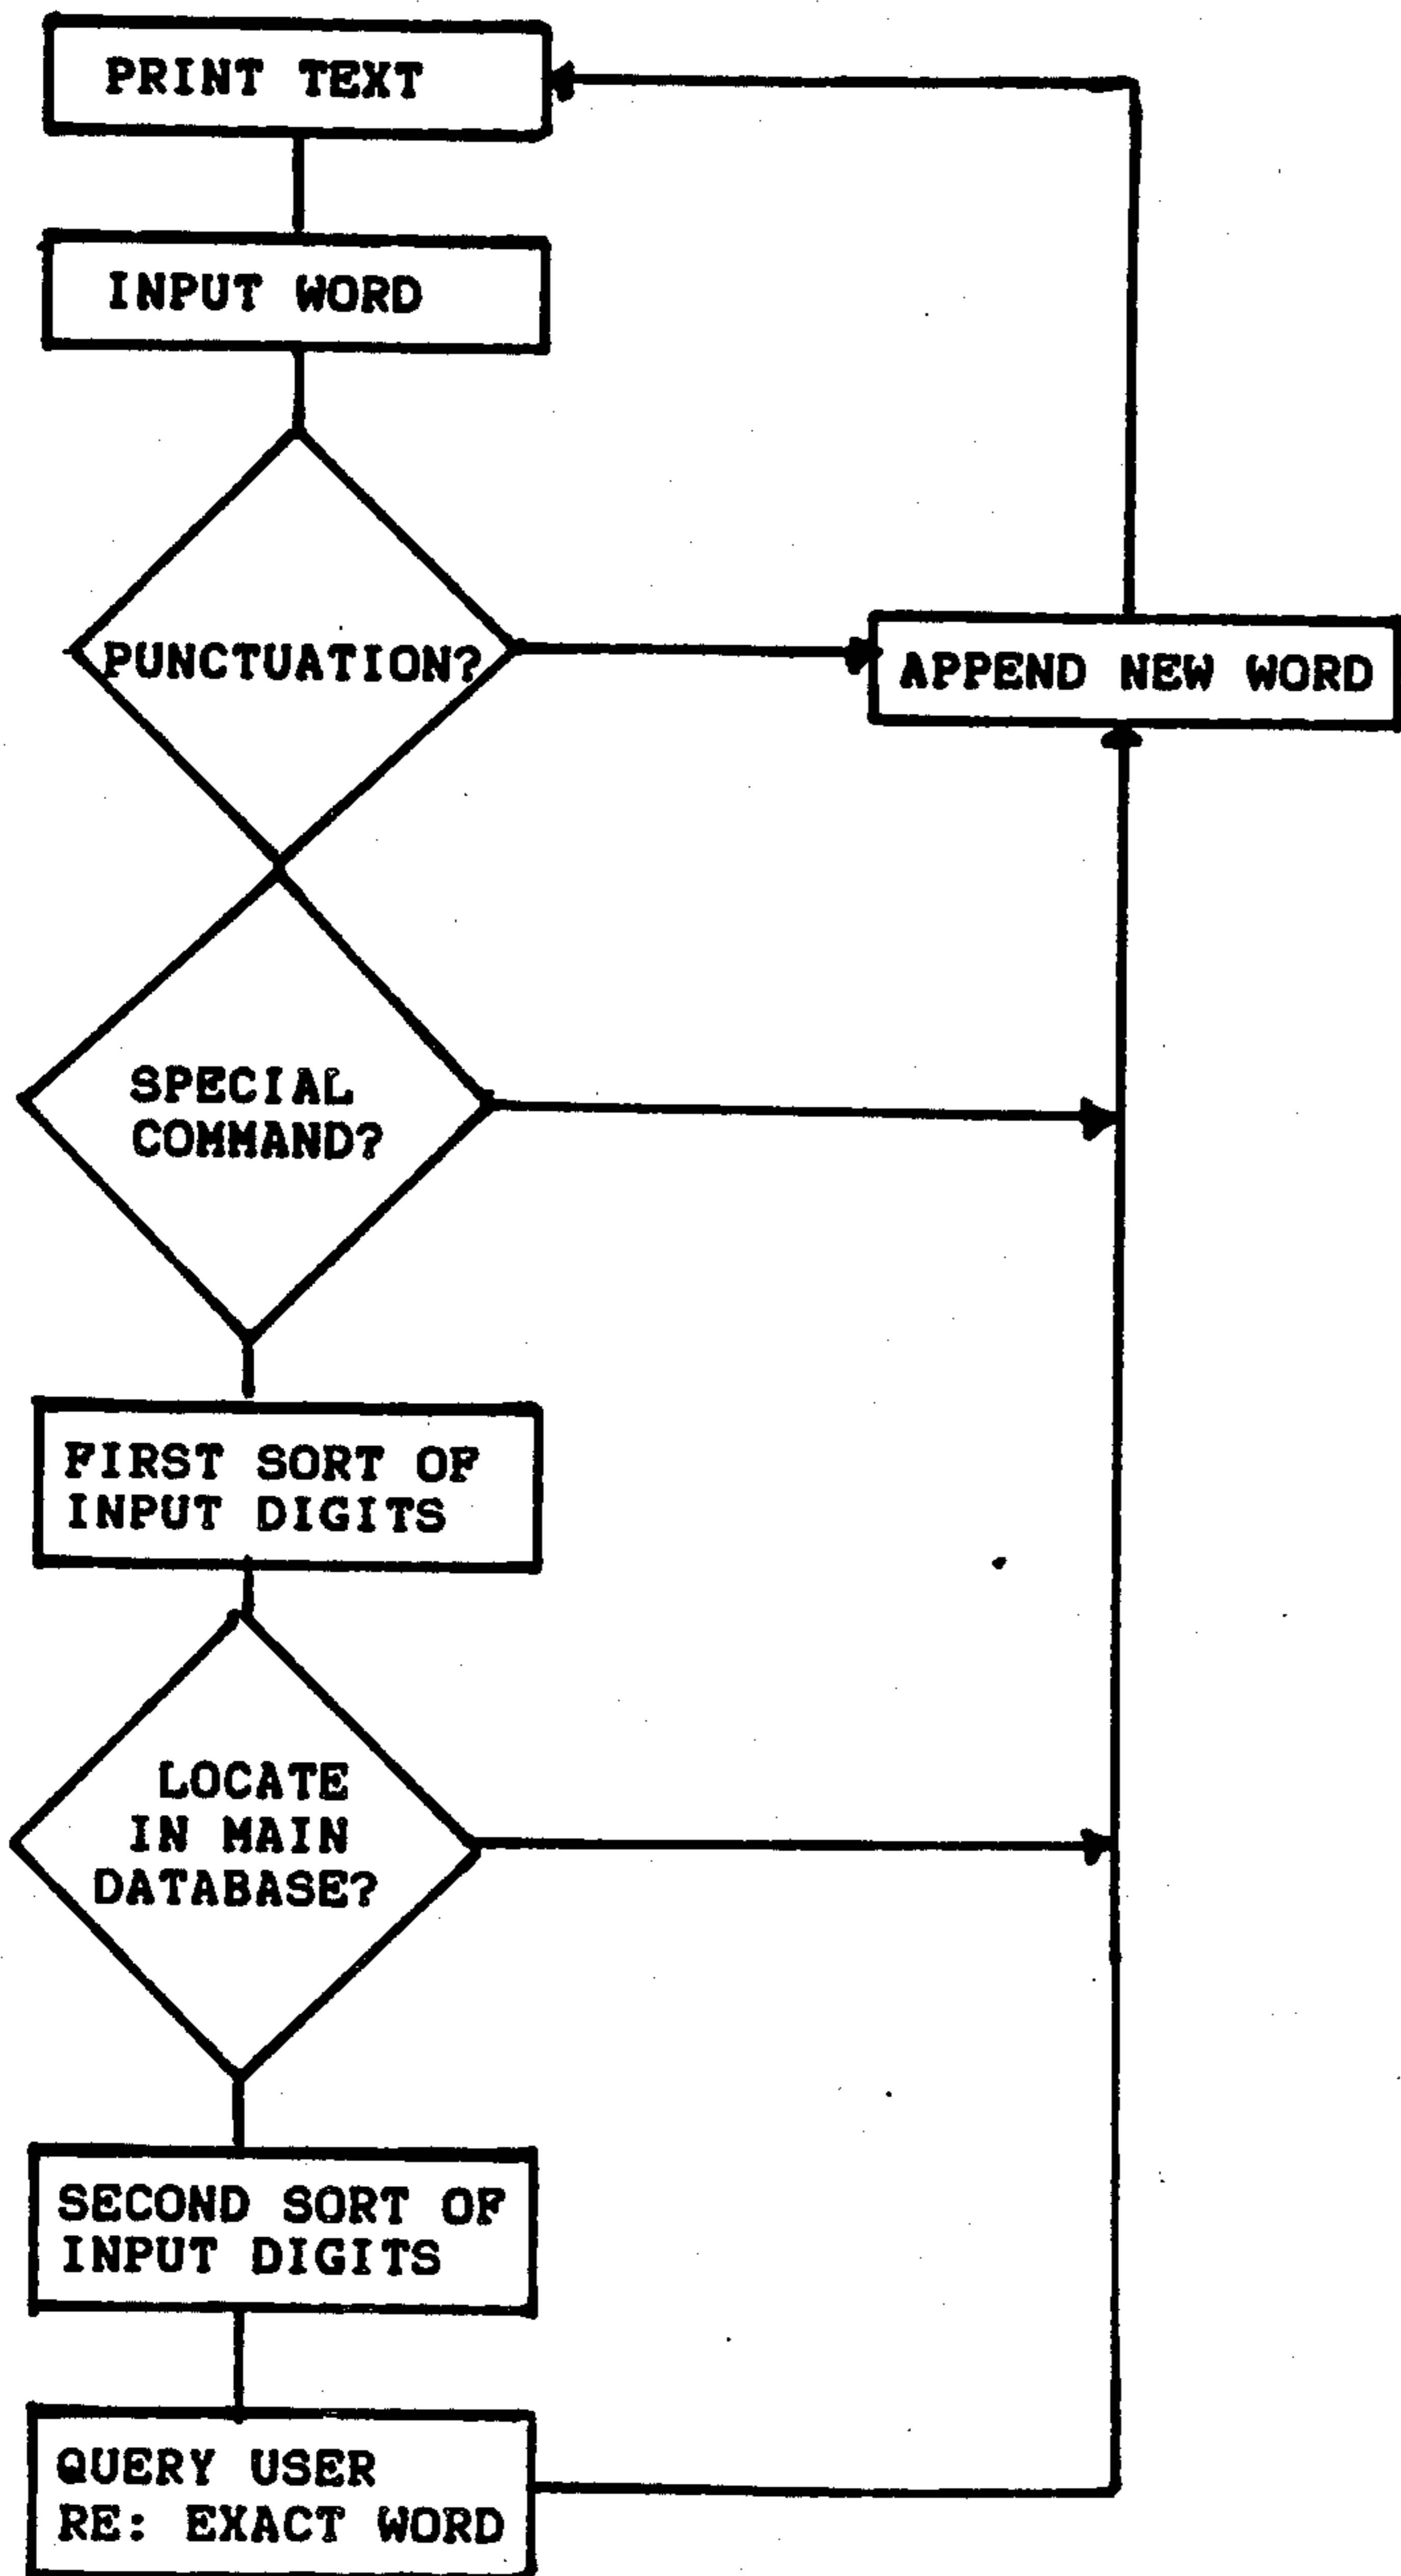 PRINT TEXT
INPUT WORD
PUNCTUATION?
APPEND NEW WORD
SPECIAL
COMMAND?
FIRST SORT OF
INPUT DIGITS
LOCATE
IN MAIN
DATABASE?
SECOND SORT OF
INPUT DIGITS
QUERY USER
RE: EXACT WORD